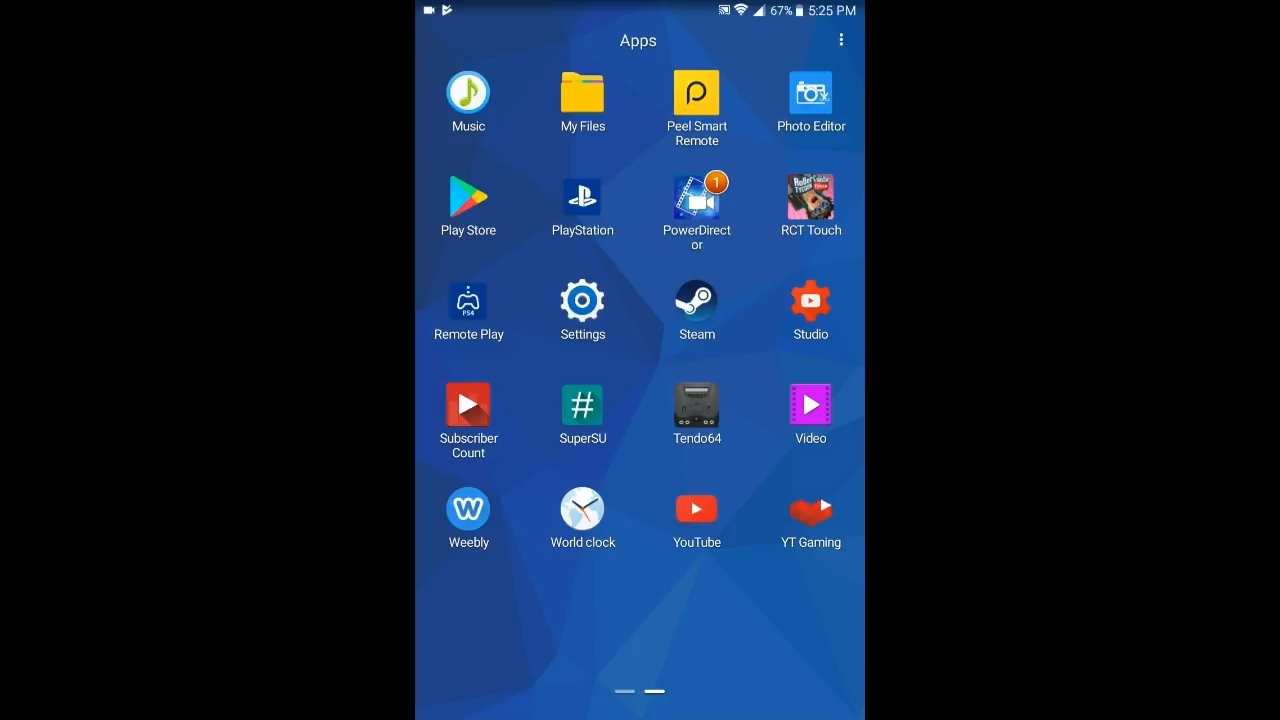 67% 5:25 PM
Apps
Music
My Files
Peel Smart
Remote
Photo Editor
Play Store
PlayStation
1
PowerDirect
or
RCT Touch
PS4
Remote Play
Settings
Steam
Studio
Subscriber
Count
#
SuperSU
Tendo64
Video
W
Weebly
World clock
YouTube
YT Gaming